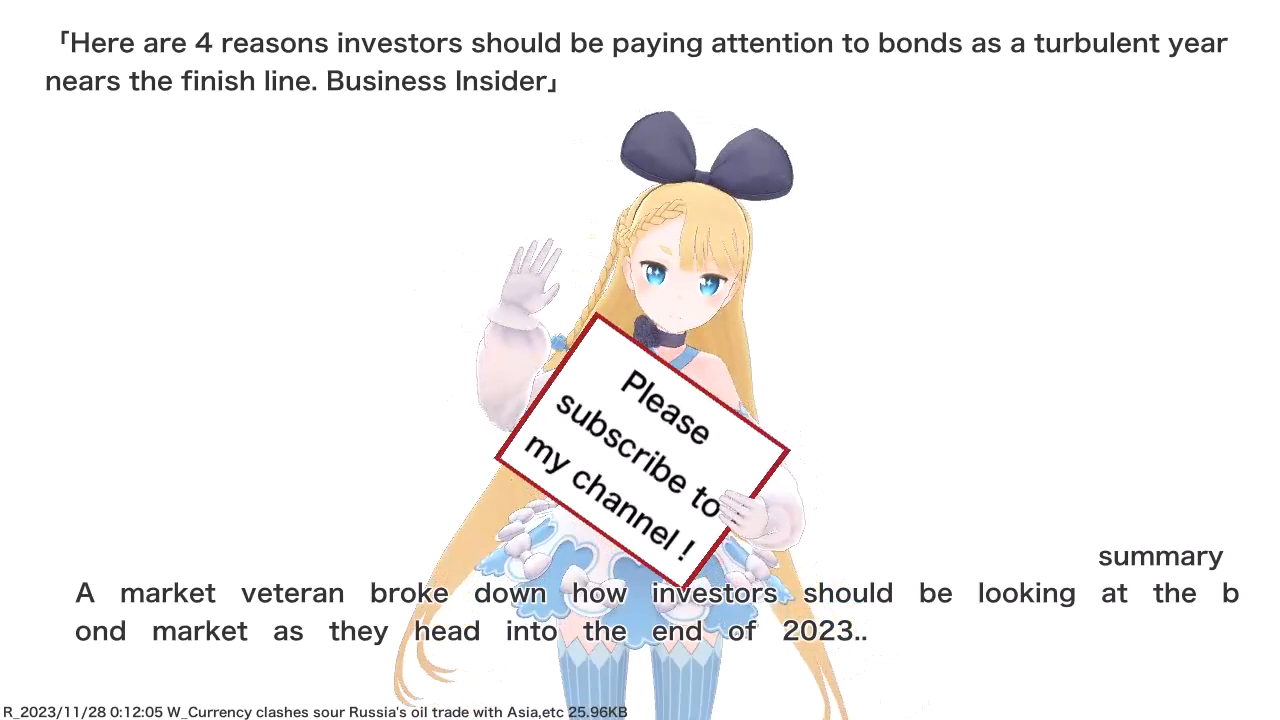 「Here are 4 reasons investors should be paying attention to bonds as a turbulent year
nears the finish line. Business Insider」
Please
subscribe to
my channel !
summary
A market veteran broke down how investors should be looking at the b
ond market as they head into the end of 2023..
R_2023/11/28 0:12:05 W_Currency clashes sour Russia's oil trade with Asia,etc 25.96KB